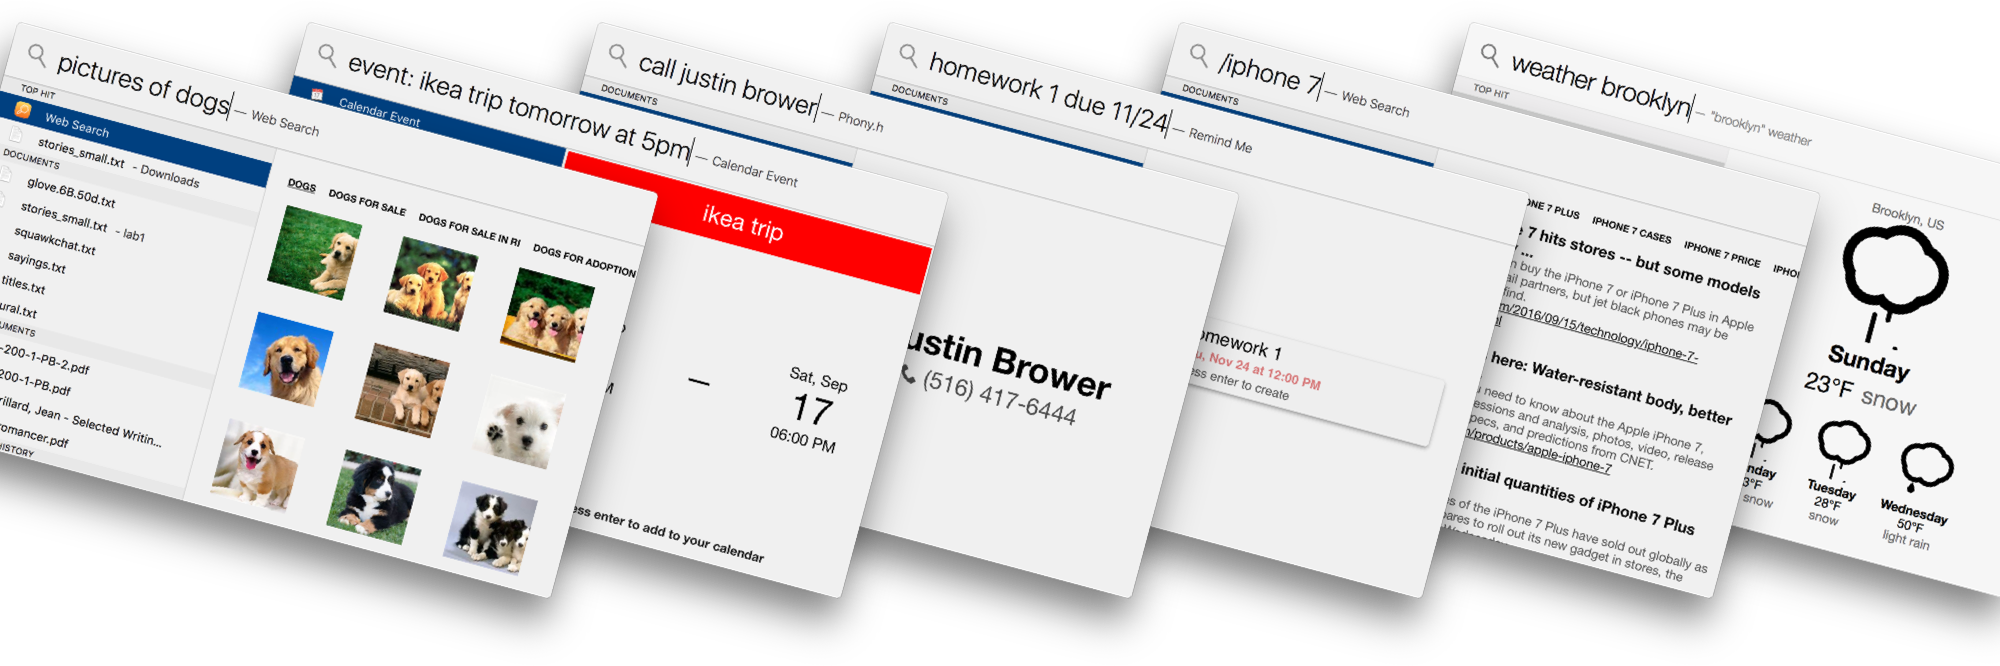 pictures of dogs — Web Search
TOP HIT
Web Search
stories_small.txt - Downloads
DOCUMENTS
glove.6B.50d.txt
stories_small.txt - lab1
squawkchat.txt
sayings.txt
titles.txt
ural.txt
UMENTS
-200-1-PB-2.pdf
200-1-PB.pdf
rillard, Jean - Selected Writin...
romancer.pdf
HISTORY
DOGS DOGS FOR SALE DOGS FOR SALE IN RI DOGS FOR ADOPTION
event: ikea trip tomorrow at 5pm — Calendar Event
Calendar Event
ikea trip
—
Sat, Sep
17
06:00 PM
ess enter to add to your calendar
call justin brower — Phony.h
DOCUMENTS
ustin Brower
(516) 417-6444
homework 1 due 11/24 — Remind Me
DOCUMENTS
omework 1
u, Nov 24 at 12:00 PM
ess enter to create
/iphone 7 — Web Search
DOCUMENTS
ONE 7 PLUS IPHONE 7 CASES IPHONE 7 PRICE IPHO
7 hits stores -- but some models
...
n buy the iPhone 7 or iPhone 7 Plus in Apple
ail partners, but jet black phones may be
find.
m/2016/09/15/technology/iphone-7-
here: Water-resistant body, better
need to know about the Apple iPhone 7,
essions and analysis, photos, video, release
pecs, and predictions from CNET.
m/products/apple-iphone-7
initial quantities of iPhone 7 Plus
es of the iPhone 7 Plus have sold out globally as
pares to roll out its new gadget in stores, the
weather brooklyn — "brooklyn" weather
TOP HIT
Brooklyn, US
Sunday
23°F snow
nday
3°F
snow
Tuesday
28°F
snow
Wednesday
50°F
light rain